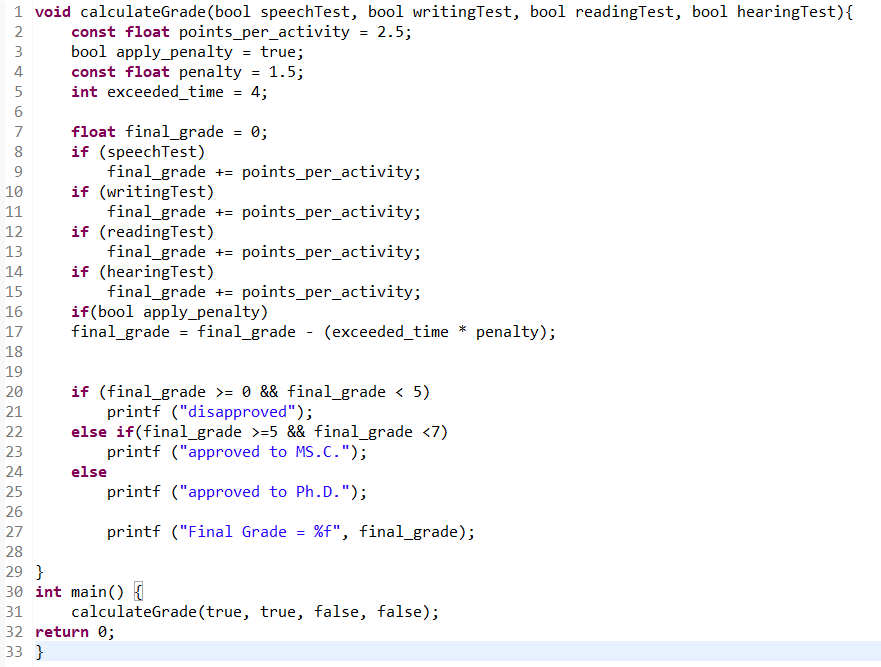 1 void calculateGrade(bool speechTest, bool writingTest, bool readingTest, bool hearingTest){
2     const float points_per_activity = 2.5;
3     bool apply_penalty = true;
4     const float penalty = 1.5;
5     int exceeded_time = 4;
6
7     float final_grade = 0;
8     if (speechTest)
9         final_grade += points_per_activity;
10     if (writingTest)
11         final_grade += points_per_activity;
12     if (readingTest)
13         final_grade += points_per_activity;
14     if (hearingTest)
15         final_grade += points_per_activity;
16     if(bool apply_penalty)
17     final_grade = final_grade - (exceeded_time * penalty);
18
19
20     if (final_grade >= 0 && final_grade < 5)
21         printf ("disapproved");
22     else if(final_grade >=5 && final_grade <7)
23         printf ("approved to MS.C.");
24     else
25         printf ("approved to Ph.D.");
26
27         printf ("Final Grade = %f", final_grade);
28
29 }
30 int main() {
31     calculateGrade(true, true, false, false);
32 return 0;
33 }